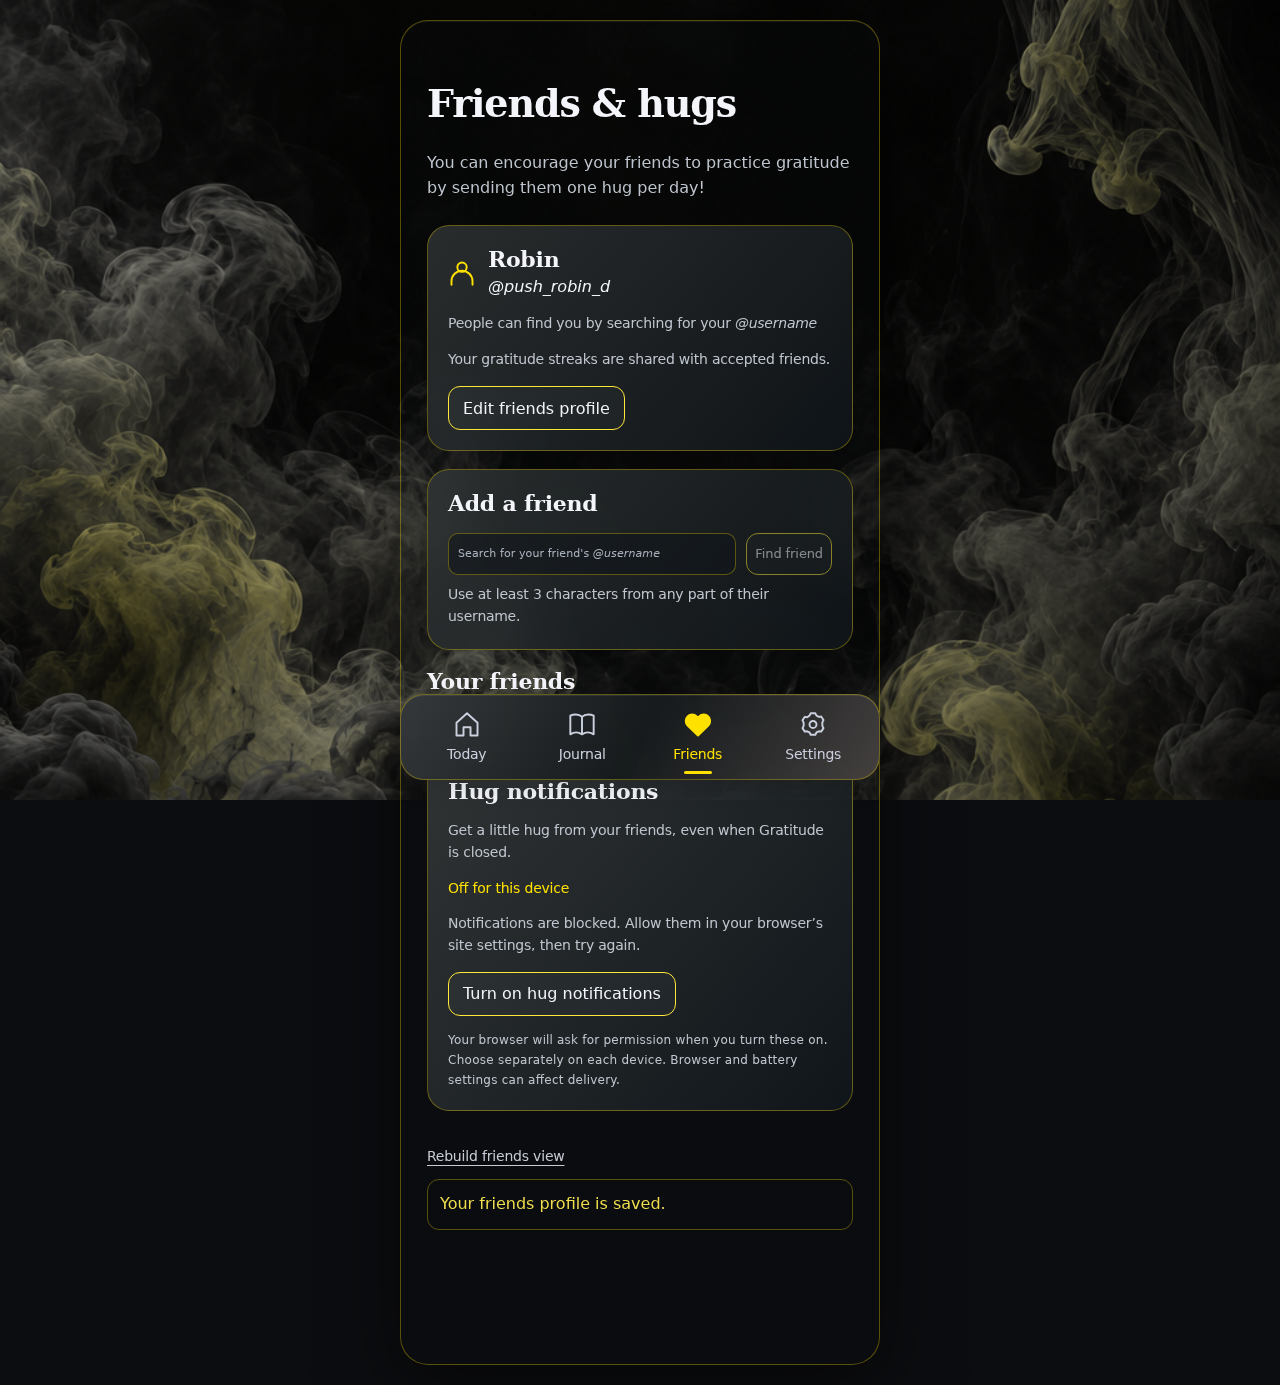 Friends & hugs
You can encourage your friends to practice gratitude
by sending them one hug per day!
Robin
@push_robin_d
People can find you by searching for your @username
Your gratitude streaks are shared with accepted friends.
Edit friends profile
Add a friend
Search for your friend's @username
Find friend
Use at least 3 characters from any part of their
username.
Your friends
Today
Journal
Friends
Settings
Hug notifications
Get a little hug from your friends, even when Gratitude
is closed.
Off for this device
Notifications are blocked. Allow them in your browser’s
site settings, then try again.
Turn on hug notifications
Your browser will ask for permission when you turn these on.
Choose separately on each device. Browser and battery
settings can affect delivery.
Rebuild friends view
Your friends profile is saved.